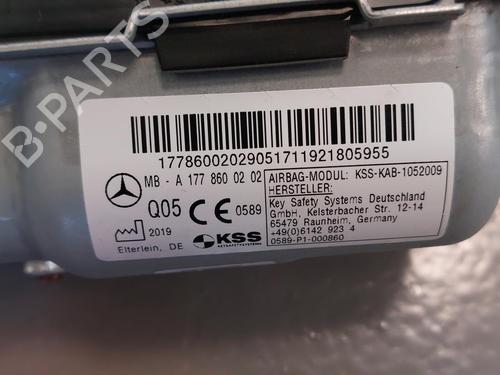 B-PARTS
17786002029051711921805955
MB - A 177 860 02 02
Q05 CE 0589
2019
Elterlein, DE
KSS
KEYSAFETYSYSTEMS
AIRBAG-MODUL: KSS-KAB-1052009
HERSTELLER:
Key Safety Systems Deutschland
GmbH, Kelsterbacher Str. 12-14
65479 Raunheim, Germany
+49(0)6142 923 4
0589-P1-000860